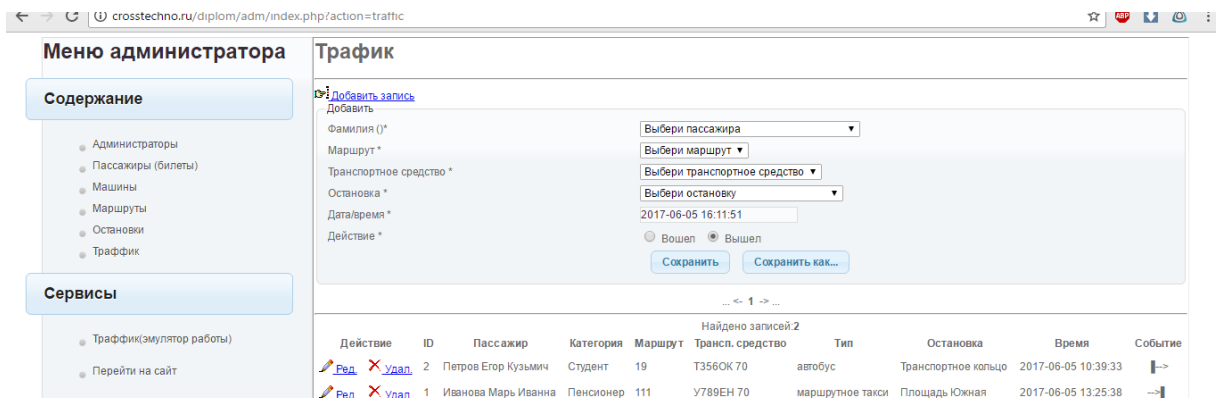 crosstechno.ru/diplom/adm/index.php?action=traffic
ABP
Меню администратора
Трафик
Содержание
Добавить запись
Добавить
Фамилия ()* Выбери пассажира
Администраторы
Маршрут * Выбери маршрут
Пассажиры (билеты)
Транспортное средство * Выбери транспортное средство
Машины
Остановка * Выбери остановку
Маршруты
Дата/время * 2017-06-05 16:11:51
Остановки
Действие * Вошел Вышел
Траффик
Сохранить Сохранить как...
Сервисы
... <- 1 -> ...
Найдено записей:2
Траффик(эмулятор работы)
Действие ID Пассажир Категория Маршрут Трансп. средство Тип Остановка Время Событие
Ред. Удал. 2 Петров Егор Кузьмич Студент 19 Т356ОК 70 автобус Транспортное кольцо 2017-06-05 10:39:33 |-->
Перейти на сайт
Ред. Удал. 1 Иванова Марь Иванна Пенсионер 111 У789ЕН 70 маршрутное такси Площадь Южная 2017-06-05 13:25:38 -->|